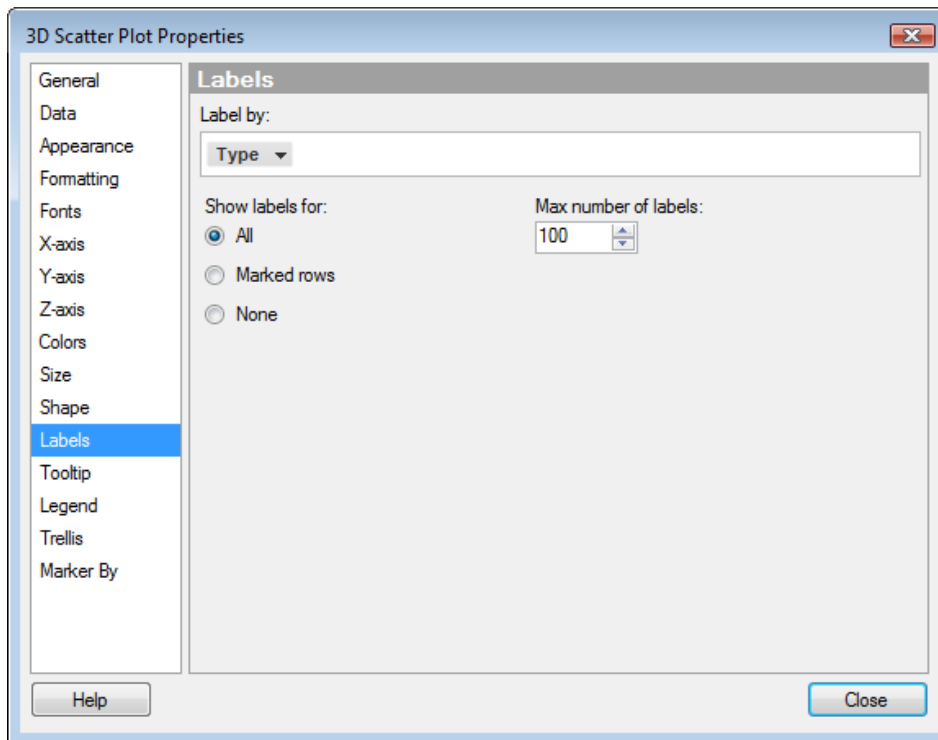 3D Scatter Plot Properties
General
Data
Appearance
Formatting
Fonts
X-axis
Y-axis
Z-axis
Colors
Size
Shape
Labels
Tooltip
Legend
Trellis
Marker By
Labels
Label by:
Type
Show labels for:
All
Marked rows
None
Max number of labels:
100
Help
Close